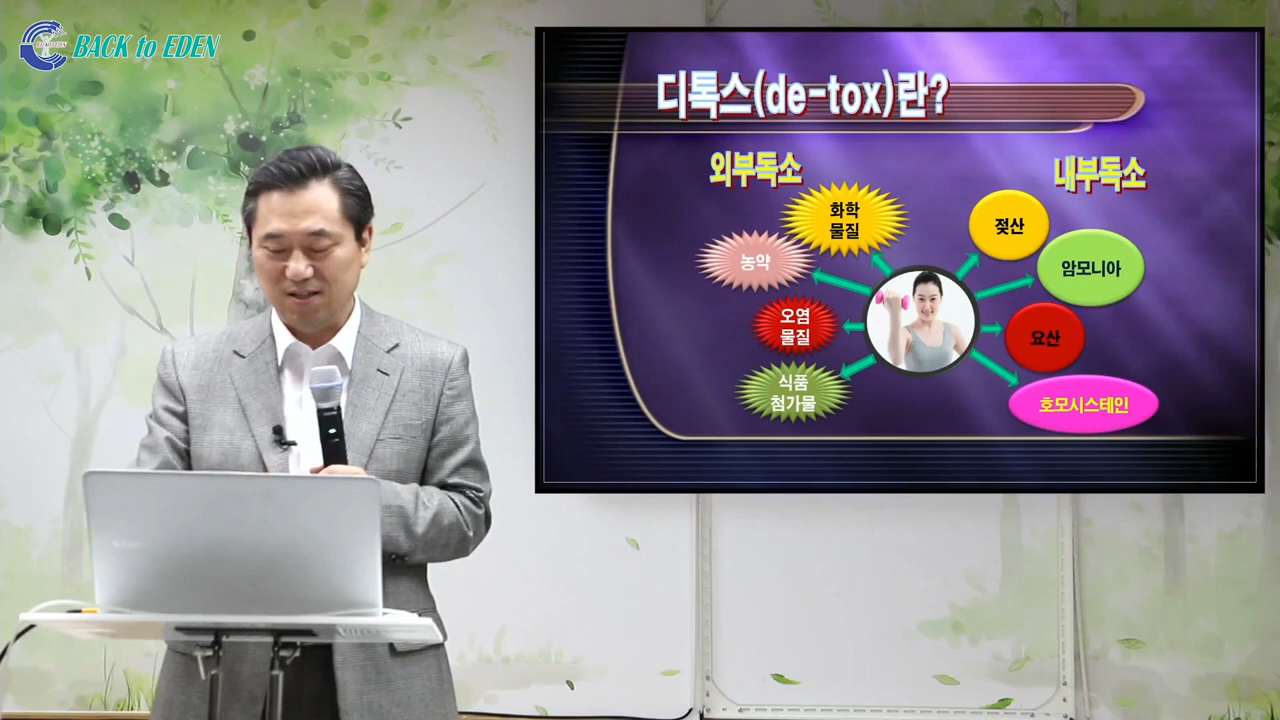 BACK to EDEN
디톡스(de-tox)란?
외부독소
내부독소
화학
물질
농약
오염
물질
식품
첨가물
젖산
암모니아
요산
호모시스테인